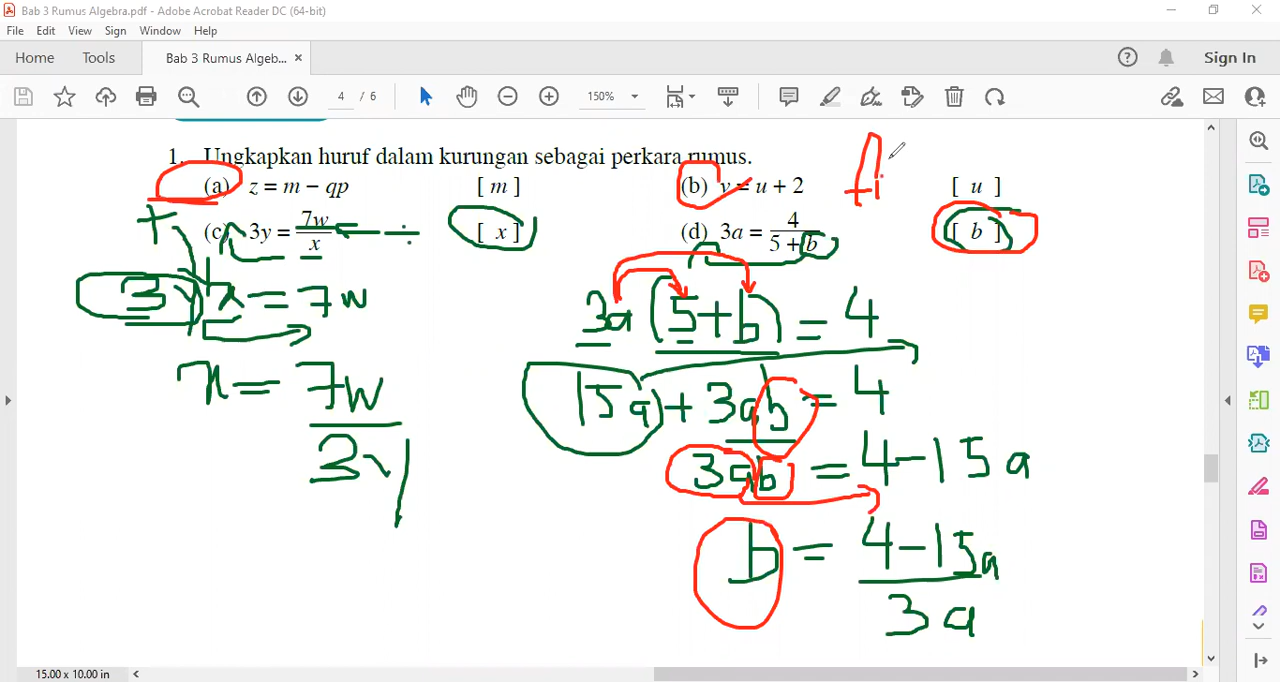 Bab 3 Rumus Algebra.pdf - Adobe Acrobat Reader DC (64-bit)
File Edit View Sign Window Help
Home Tools Bab 3 Rumus Algeb... × Sign In
4 / 6 150%
1. Ungkapkan huruf dalam kurungan sebagai perkara rumus.
(a) z = m − qp [ m ] (b) v = u + 2 [ u ]
(c) 3y = 7w/x [ x ] (d) 3a = 4/(5 + b) [ b ]
+ ÷
3y x = 7w
x = 7w/3y
3a (5+b) = 4
15a + 3ab = 4
3ab = 4−15a
b = (4−15a)/3a
15.00 x 10.00 in